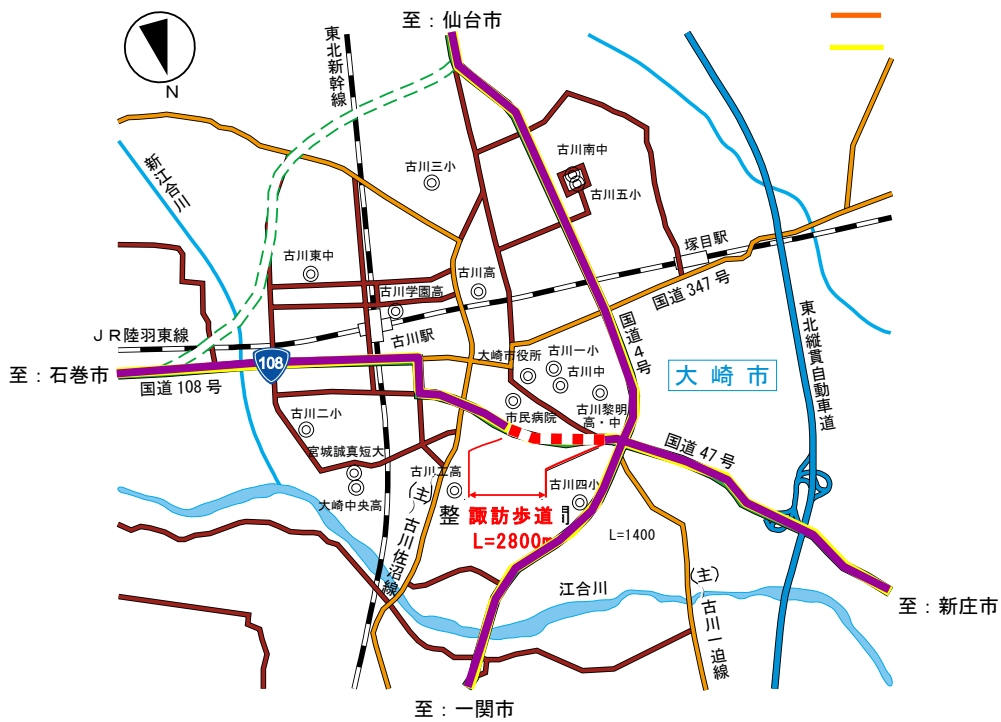 至：仙台市
N
東北新幹線
新江合川
古川三小
古川南中
古川五小
古川東中
古川学園高
古川高
塚目駅
国道347号
ＪＲ陸羽東線
古川駅
国道4号
東北縦貫自動車道
至：石巻市
108
国道108号
大崎市役所
古川一小
古川中
大崎市
市民病院
古川黎明
高・中
古川二小
宮城誠真短大
大崎中央高
古川工高
国道47号
古川四小
(主)古川佐沼線
整
諏訪歩道
L=2800m
L=1400
江合川
(主)古川一迫線
至：新庄市
至：一関市